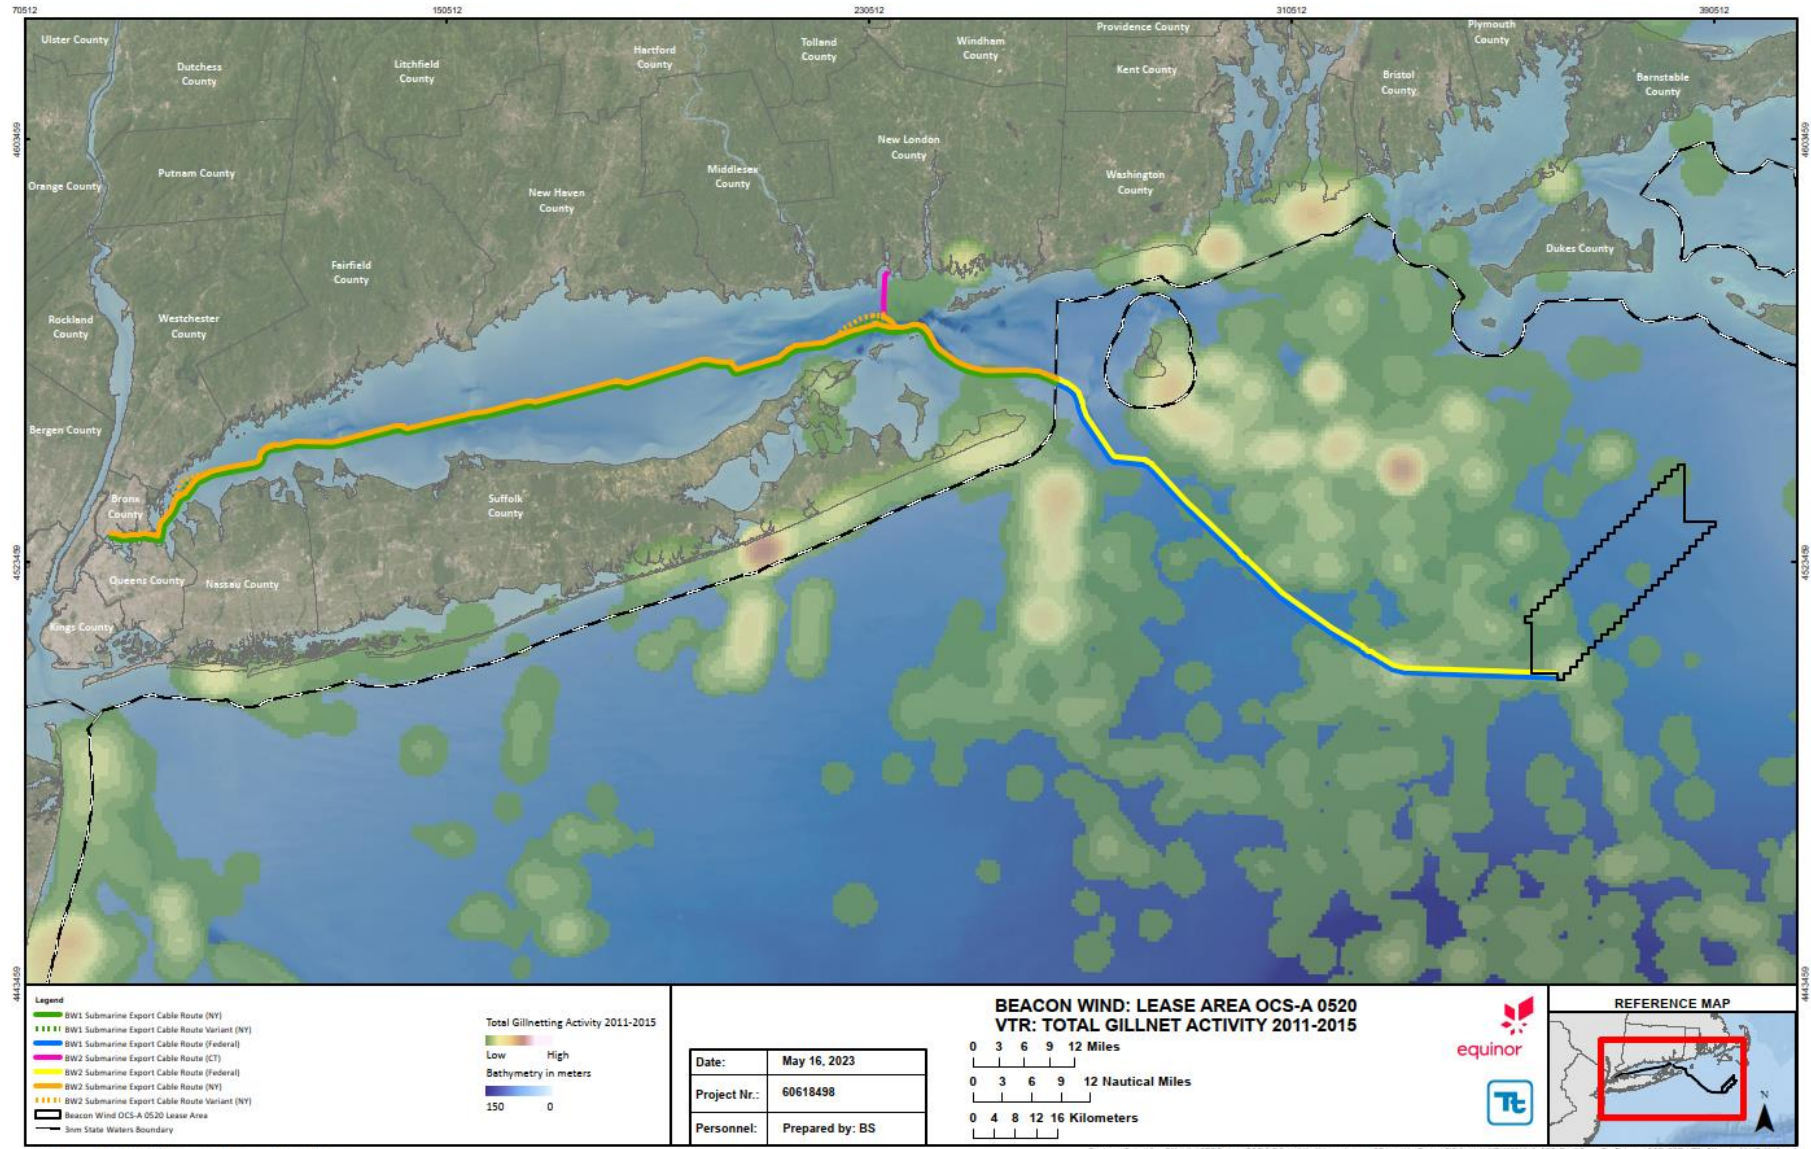 70512
150512
230512
310512
390512
4603459
4603459
4523459
4523459
4443459
4443459
Ulster County
Dutchess
County
Litchfield
County
Hartford
County
Tolland
County
Windham
County
Providence County
Kent County
Plymouth
County
Bristol
County
Barnstable
County
Orange County
Putnam County
New Haven
County
Middlesex
County
New London
County
Washington
County
Dukes County
Fairfield
County
Rockland
County
Westchester
County
Bergen County
Bronx
County
Suffolk
County
Queens County
Nassau County
Kings County
Legend
BW1 Submarine Export Cable Route (NY)
BW1 Submarine Export Cable Route Variant (NY)
BW1 Submarine Export Cable Route (Federal)
BW2 Submarine Export Cable Route (CT)
BW2 Submarine Export Cable Route (Federal)
BW2 Submarine Export Cable Route (NY)
BW2 Submarine Export Cable Route Variant (NY)
Beacon Wind OCS-A 0520 Lease Area
3nm State Waters Boundary
Total Gillnetting Activity 2011-2015
Low High
Bathymetry in meters
150 0
Date: May 16, 2023
Project Nr.: 60618498
Personnel: Prepared by: BS
BEACON WIND: LEASE AREA OCS-A 0520
VTR: TOTAL GILLNET ACTIVITY 2011-2015
0 3 6 9 12 Miles
0 3 6 9 12 Nautical Miles
0 4 8 12 16 Kilometers
equinor
Tt
REFERENCE MAP
N